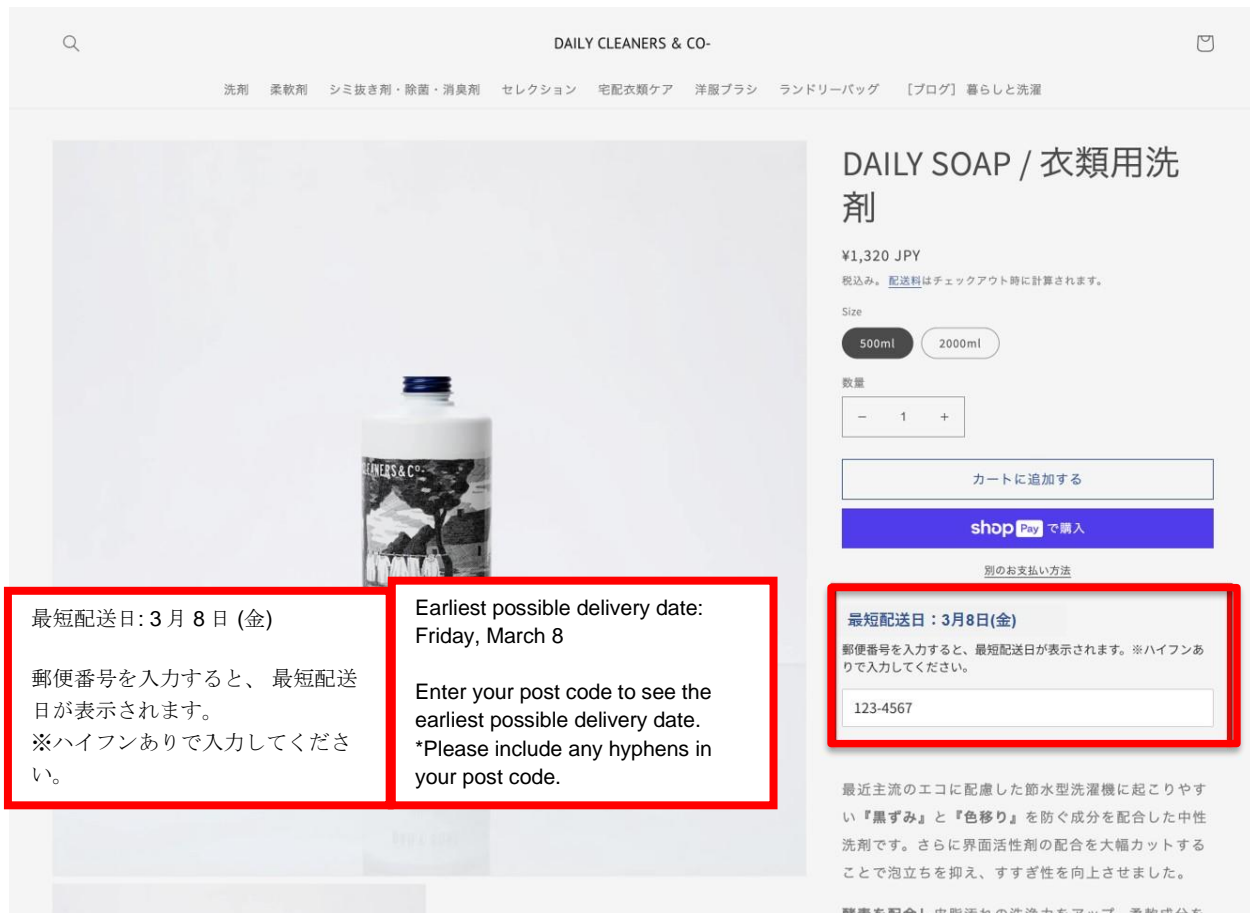 DAILY CLEANERS & CO-
洗剤 柔軟剤 シミ抜き剤・除菌・消臭剤 セレクション 宅配衣類ケア 洋服ブラシ ランドリーバッグ [ブログ] 暮らしと洗濯
DAILY SOAP / 衣類用洗
剤
¥1,320 JPY
税込み。 配送料はチェックアウト時に計算されます。
Size
500ml 2000ml
数量
− 1 +
カートに追加する
shop Pay で購入
別のお支払い方法
最短配送日：3月8日(金)
郵便番号を入力すると、最短配送日が表示されます。※ハイフンあ
りで入力してください。
123-4567
最近主流のエコに配慮した節水型洗濯機に起こりやす
い『黒ずみ』と『色移り』を防ぐ成分を配合した中性
洗剤です。さらに界面活性剤の配合を大幅カットする
ことで泡立ちを抑え、すすぎ性を向上させました。
CLEANERS & Cº-
最短配送日: 3 月 8 日 (金)
郵便番号を入力すると、 最短配送
日が表示されます。
※ハイフンありで入力してくださ
い。
Earliest possible delivery date:
Friday, March 8
Enter your post code to see the
earliest possible delivery date.
*Please include any hyphens in
your post code.